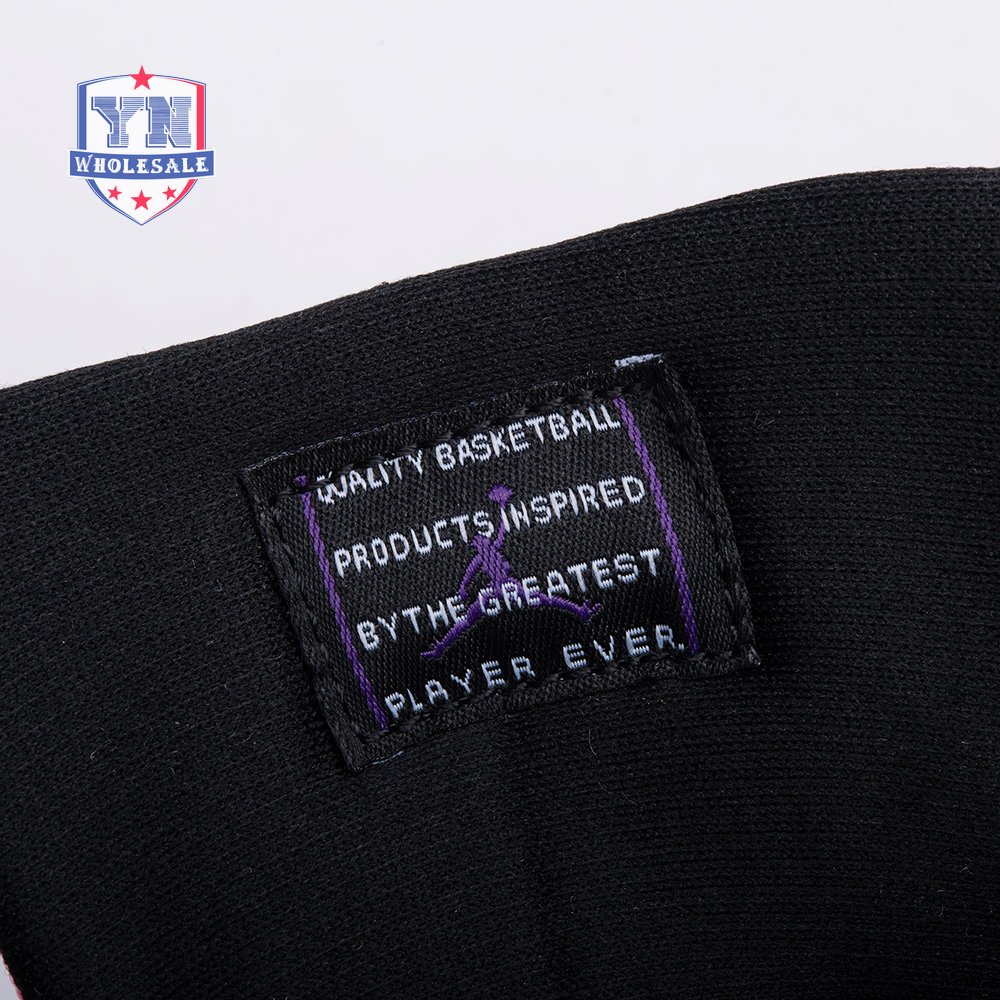 YN
WHOLESALE
QUALITY BASKETBALL
PRODUCTS INSPIRED
BY THE GREATEST
PLAYER EVER.